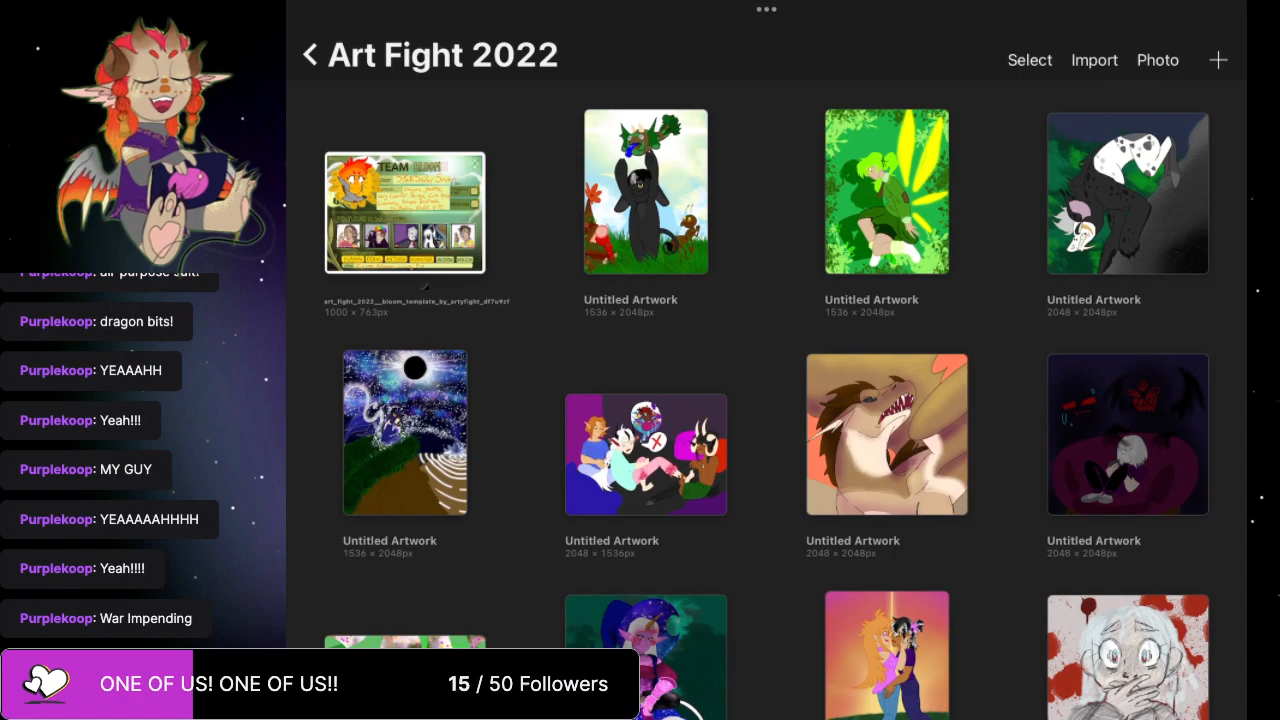 Art Fight 2022
Select Import Photo
TEAM BLOOM
art_fight_2022__bloom_template_by_artyfight_df7u9zf
1000 × 763px
Untitled Artwork
1536 × 2048px
Untitled Artwork
1536 × 2048px
Untitled Artwork
2048 × 2048px
Untitled Artwork
1536 × 2048px
Untitled Artwork
2048 × 1536px
Untitled Artwork
2048 × 2048px
Untitled Artwork
2048 × 2048px
Purplekoop: all purpose suit!
Purplekoop: dragon bits!
Purplekoop: YEAAAHH
Purplekoop: Yeah!!!
Purplekoop: MY GUY
Purplekoop: YEAAAAAHHHH
Purplekoop: Yeah!!!!
Purplekoop: War Impending
ONE OF US! ONE OF US!! 15 / 50 Followers